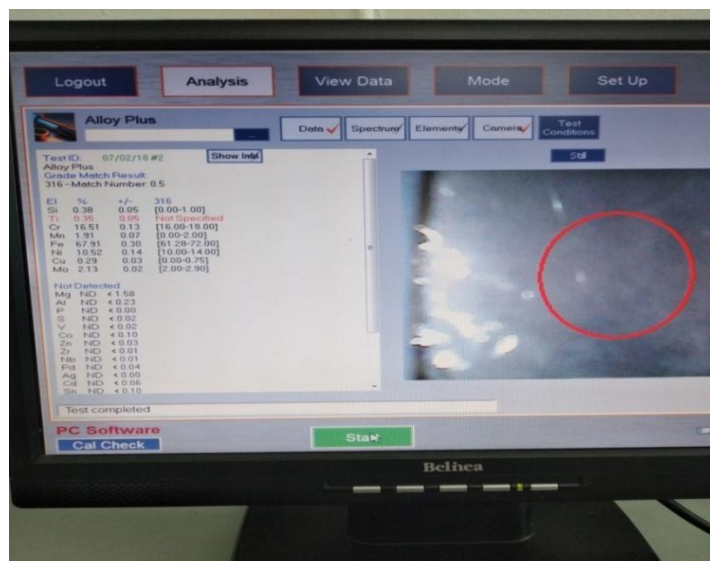 Logout Analysis View Data Mode Set Up
Alloy Plus
Data Spectrum Elements Camera Test Conditions
Test ID: 07/02/18 #2 Show Info
Still
Alloy Plus
Grade Match Result:
316 - Match Number: 0.5
El % +/- 316
Si 0.38 0.05 [0.00-1.00]
Ti 0.35 0.05 Not Specified
Cr 16.51 0.13 [16.00-18.00]
Mn 1.91 0.07 [0.00-2.00]
Fe 67.91 0.30 [61.28-72.00]
Ni 10.52 0.14 [10.00-14.00]
Cu 0.29 0.03 [0.00-0.75]
Mo 2.13 0.02 [2.00-2.90]
Not Detected
Mg ND < 1.58
Al ND < 0.23
P ND < 0.00
S ND < 0.02
V ND < 0.02
Co ND < 0.10
Zn ND < 0.03
Zr ND < 0.01
Nb ND < 0.01
Pd ND < 0.04
Ag ND < 0.00
Cd ND < 0.06
Sn ND < 0.10
Test completed
PC Software
Cal Check
Start
Belinea